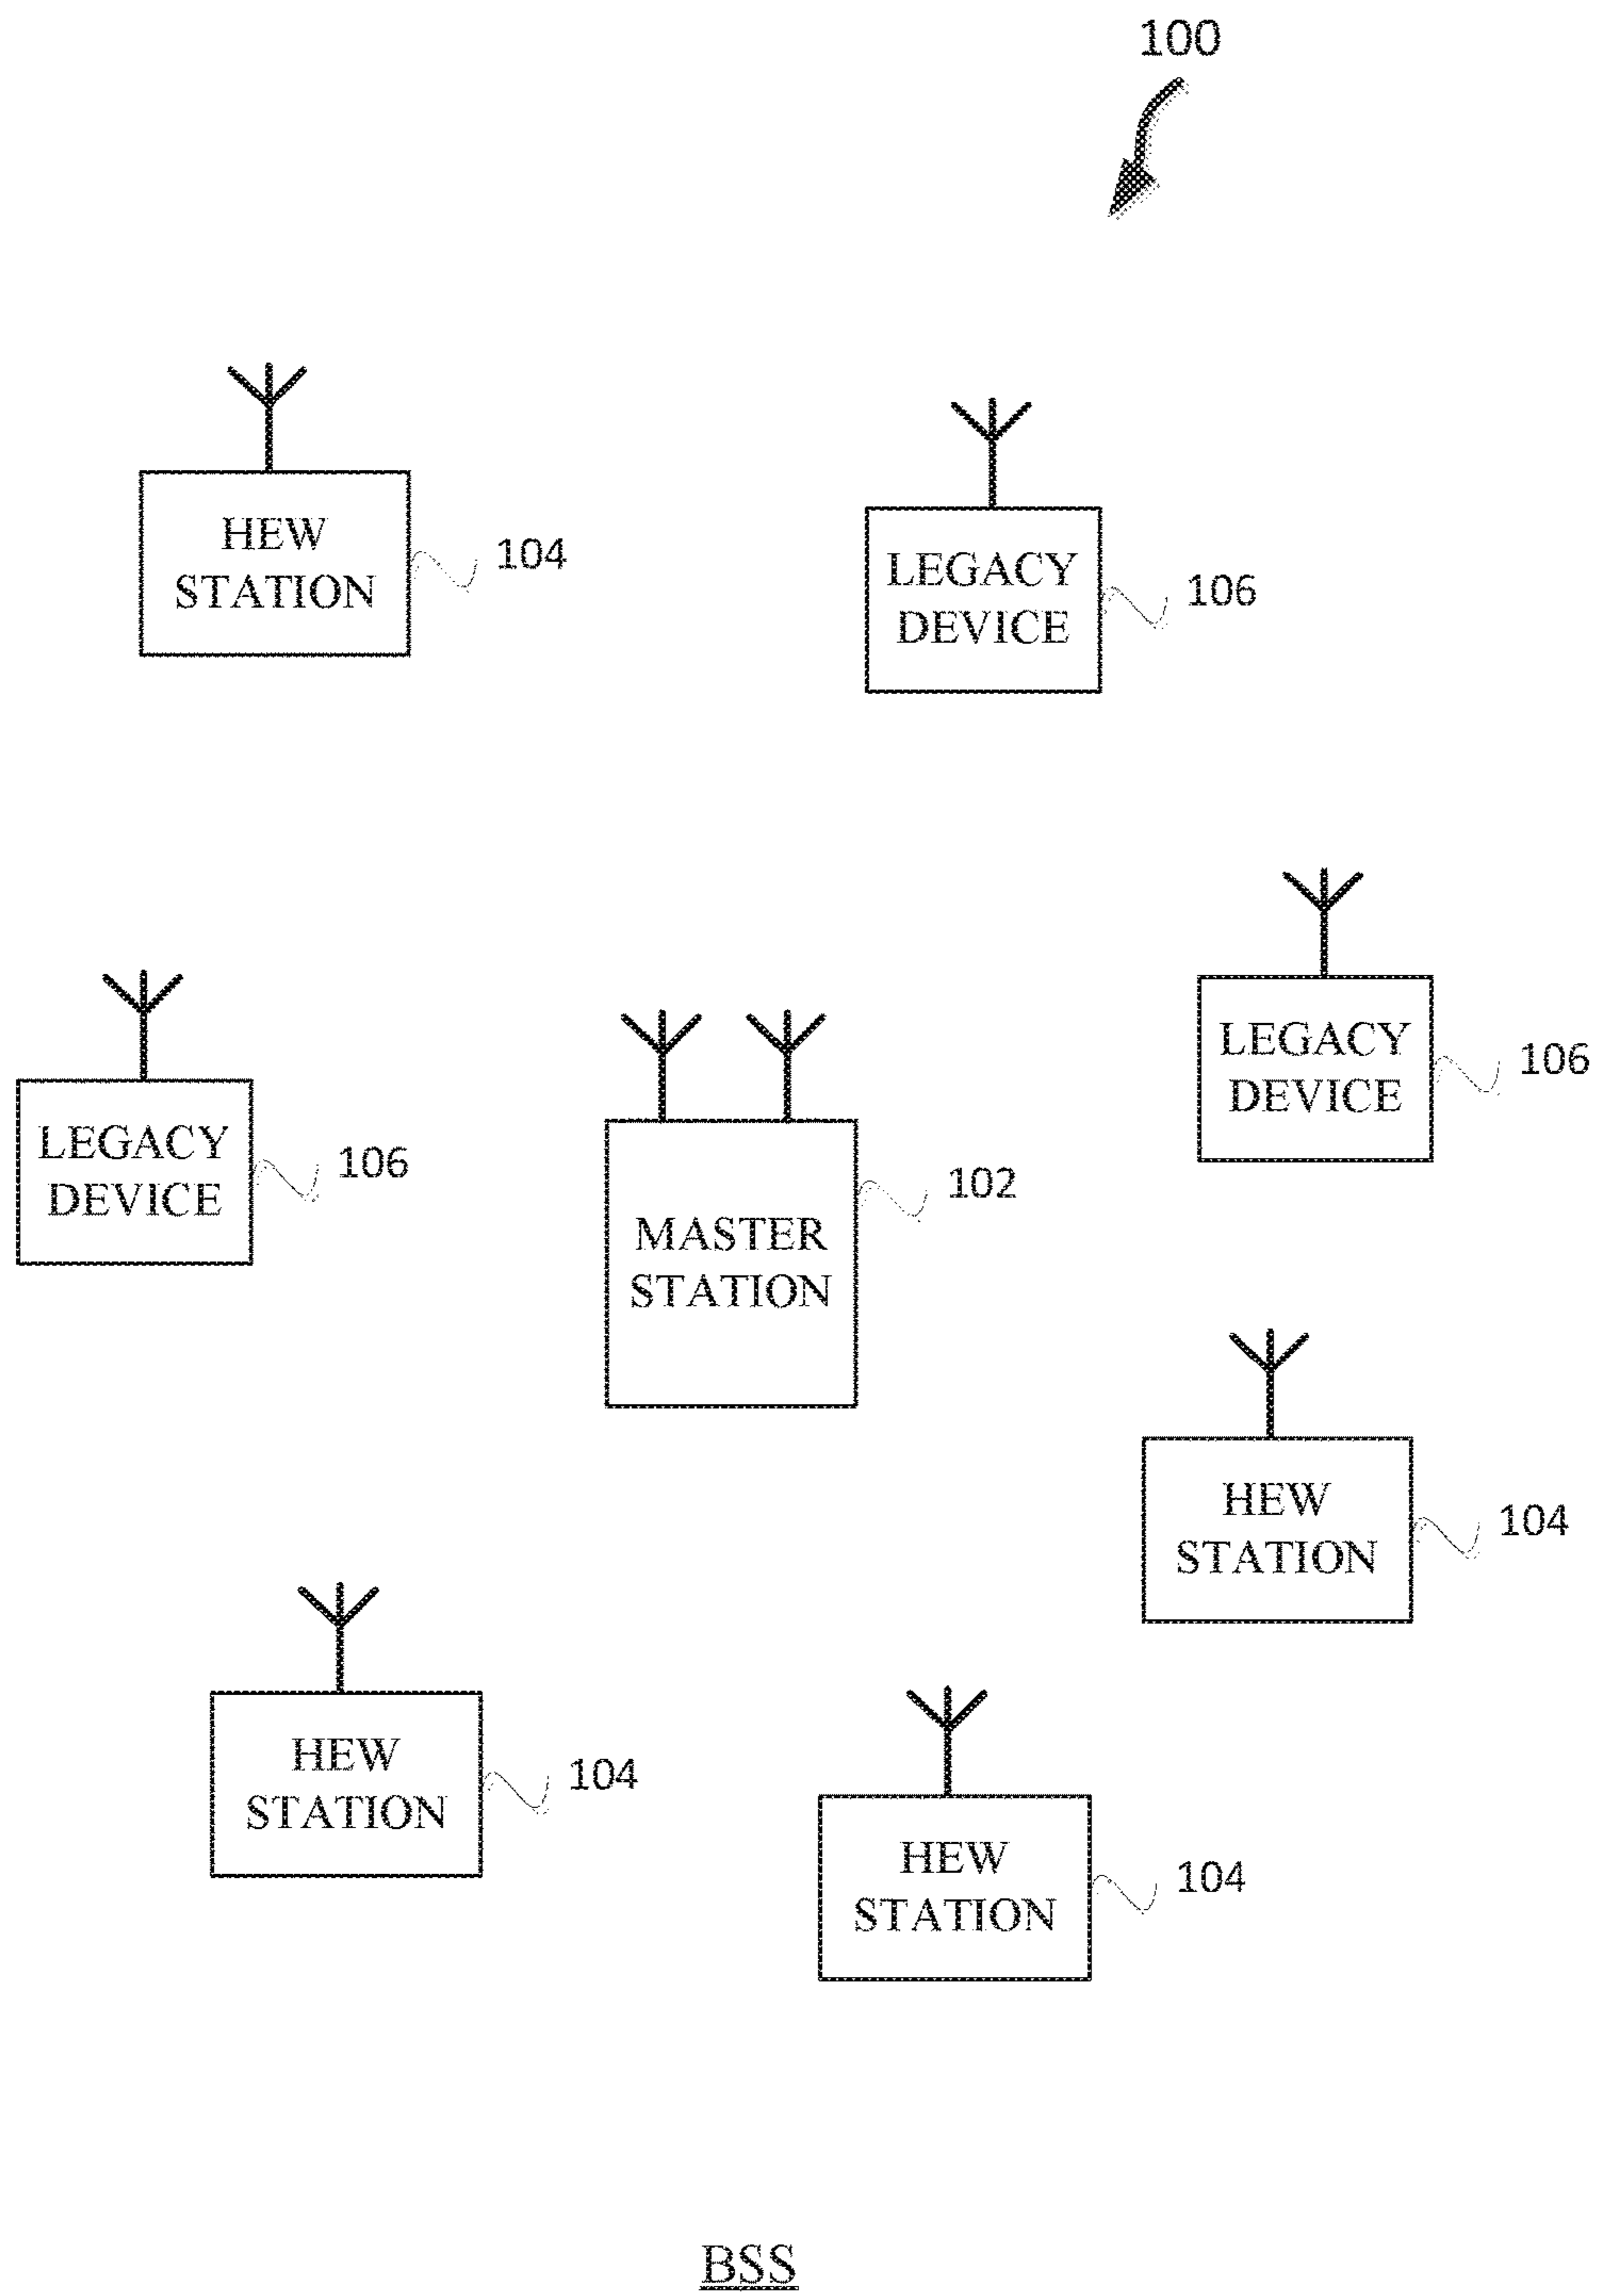 100
HEW
STATION
104
LEGACY
DEVICE
106
LEGACY
DEVICE
106
LEGACY
DEVICE
106
MASTER
STATION
102
HEW
STATION
104
HEW
STATION
104
HEW
STATION
104
BSS